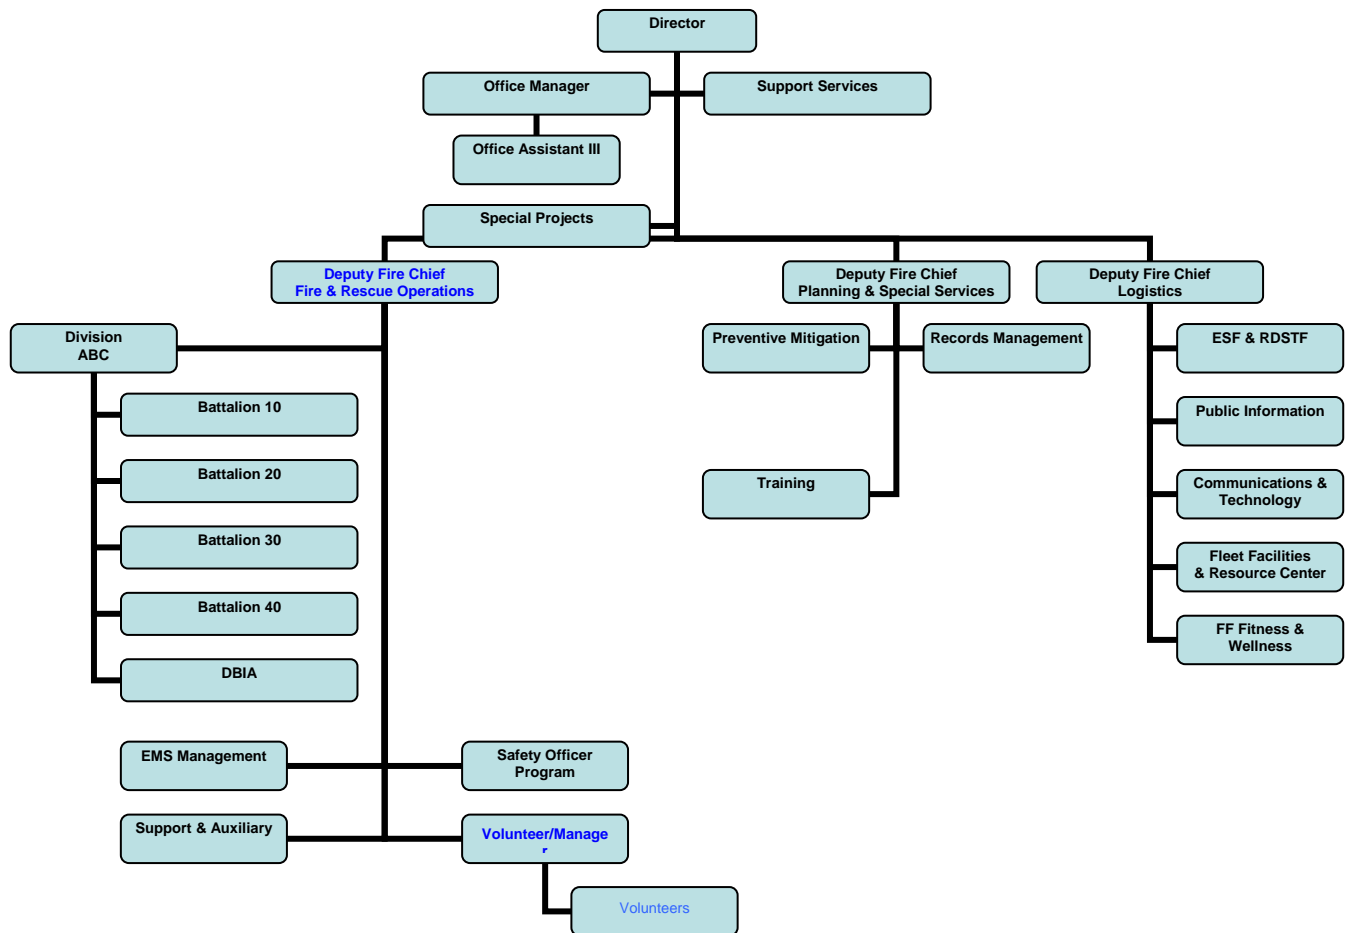 Director
Office Manager
Support Services
Office Assistant III
Special Projects
Deputy Fire Chief
Fire & Rescue Operations
Deputy Fire Chief
Planning & Special Services
Deputy Fire Chief
Logistics
Division
ABC
Preventive Mitigation
Records Management
ESF & RDSTF
Battalion 10
Public Information
Battalion 20
Training
Communications &
Technology
Battalion 30
Fleet Facilities
& Resource Center
Battalion 40
FF Fitness &
Wellness
DBIA
EMS Management
Safety Officer
Program
Support & Auxiliary
Volunteer/Manage
r
Volunteers